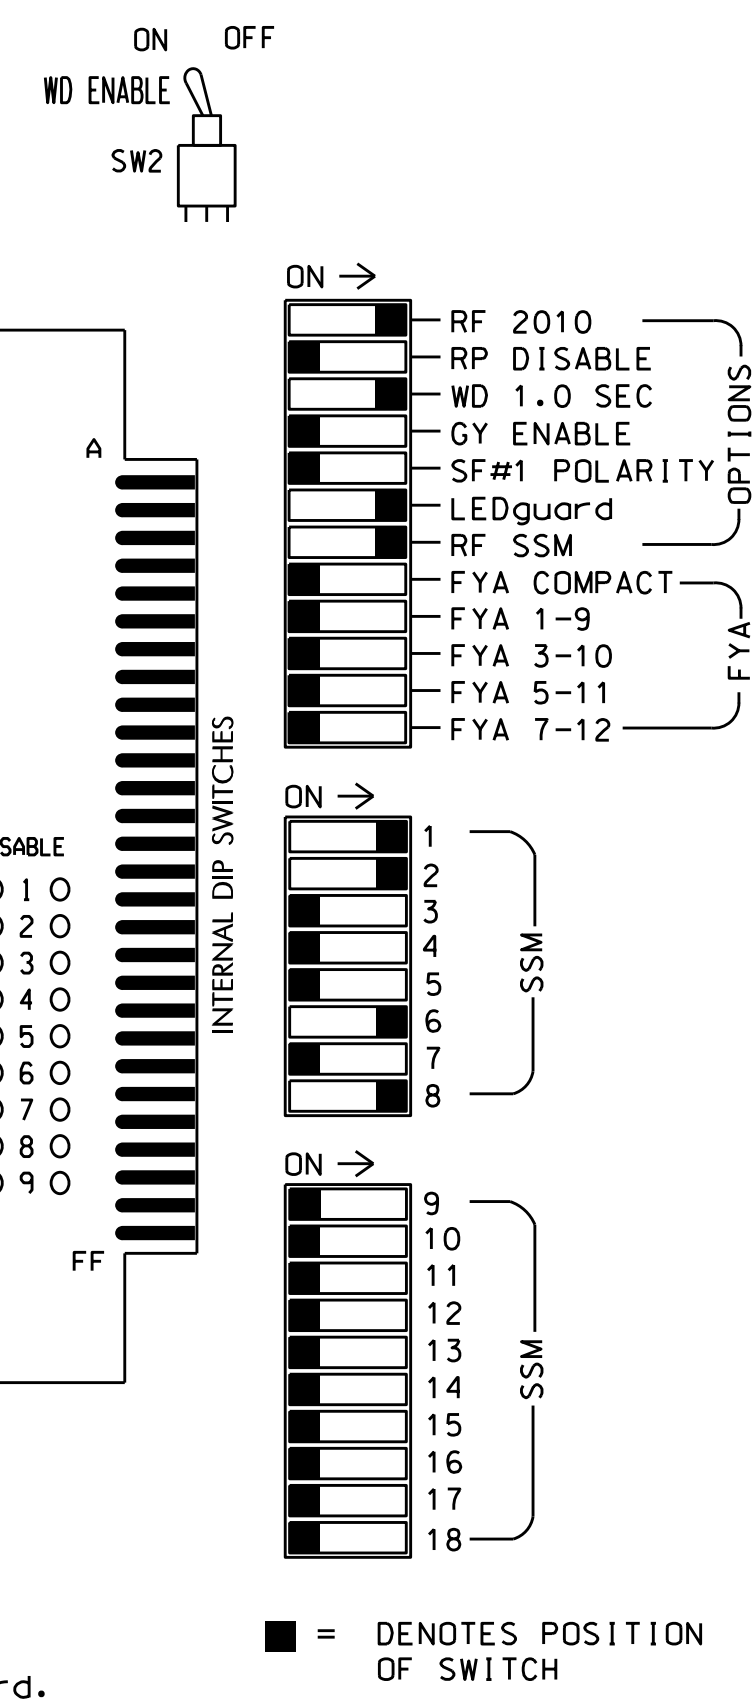 ON OFF
WD ENABLE
SW2
ON
RF 2010
RP DISABLE
WD 1.0 SEC
GY ENABLE
SF#1 POLARITY
LEDguard
RF SSM
OPTIONS
FYA COMPACT
FYA 1-9
FYA 3-10
FYA 5-11
FYA 7-12
FYA
A
FF
INTERNAL DIP SWITCHES
SABLE
1
2
3
4
5
6
7
8
9
ON
1
2
3
4
5
6
7
8
SSM
ON
9
10
11
12
13
14
15
16
17
18
SSM
= DENOTES POSITION
OF SWITCH
rd.